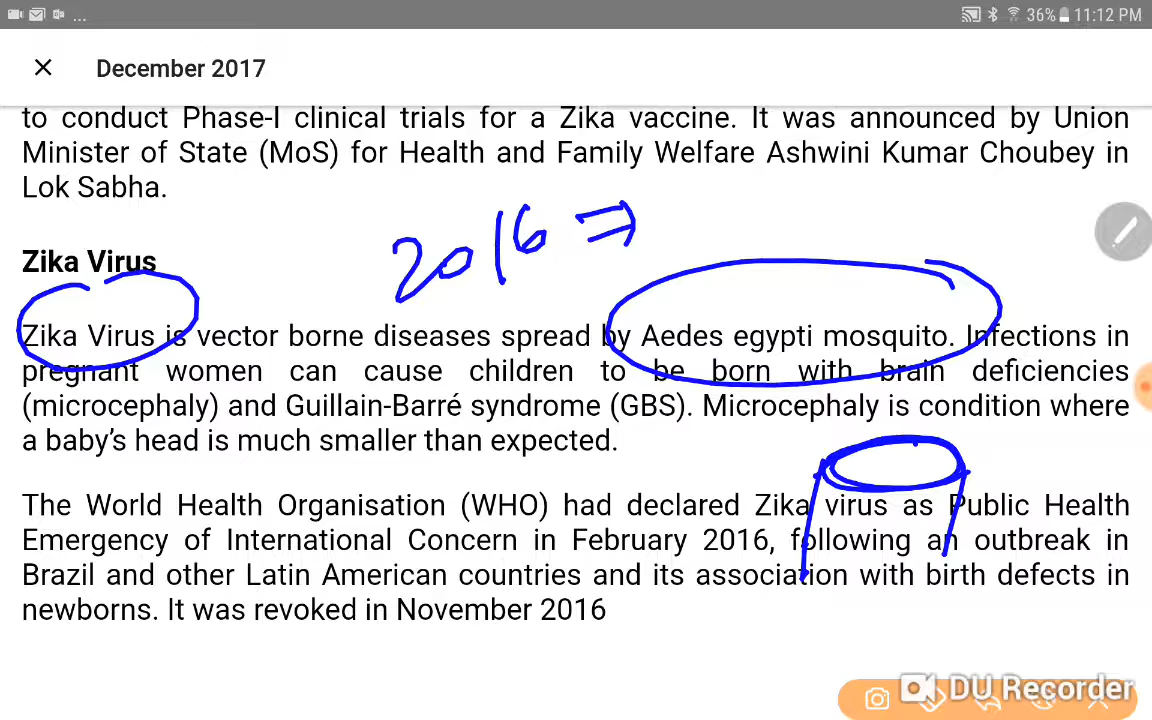 ... 36% 11:12 PM
December 2017
to conduct Phase-I clinical trials for a Zika vaccine. It was announced by Union
Minister of State (MoS) for Health and Family Welfare Ashwini Kumar Choubey in
Lok Sabha.
2016 ⇒
Zika Virus
Zika Virus is vector borne diseases spread by Aedes egypti mosquito. Infections in
pregnant women can cause children to be born with brain deficiencies
(microcephaly) and Guillain-Barré syndrome (GBS). Microcephaly is condition where
a baby's head is much smaller than expected.
The World Health Organisation (WHO) had declared Zika virus as Public Health
Emergency of International Concern in February 2016, following an outbreak in
Brazil and other Latin American countries and its association with birth defects in
newborns. It was revoked in November 2016
DU Recorder